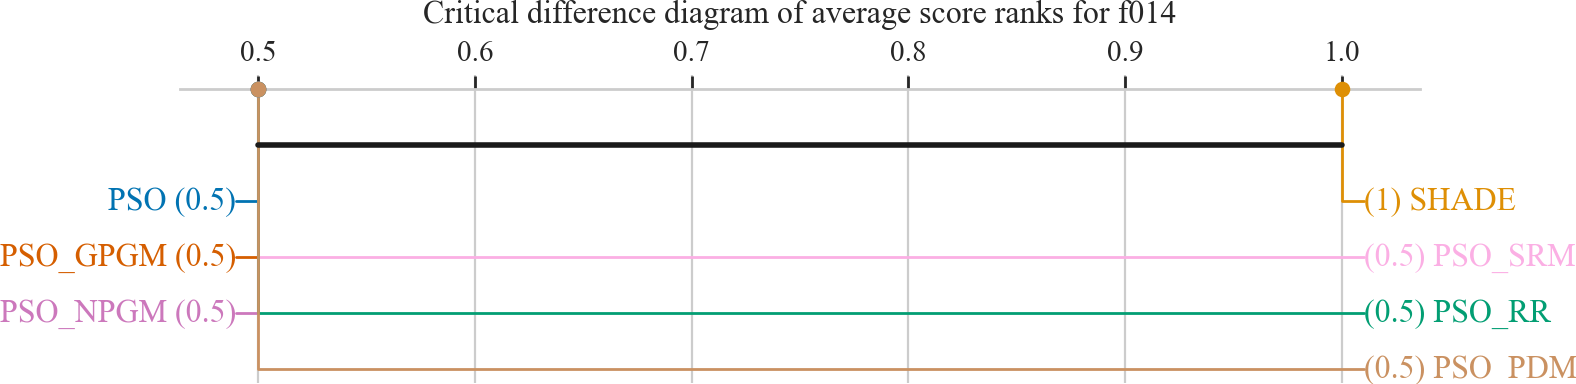 Critical difference diagram of average score ranks for f014
0.5 0.6 0.7 0.8 0.9 1.0
PSO (0.5) (1) SHADE
PSO_GPGM (0.5) (0.5) PSO_SRM
PSO_NPGM (0.5) (0.5) PSO_RR
(0.5) PSO_PDM